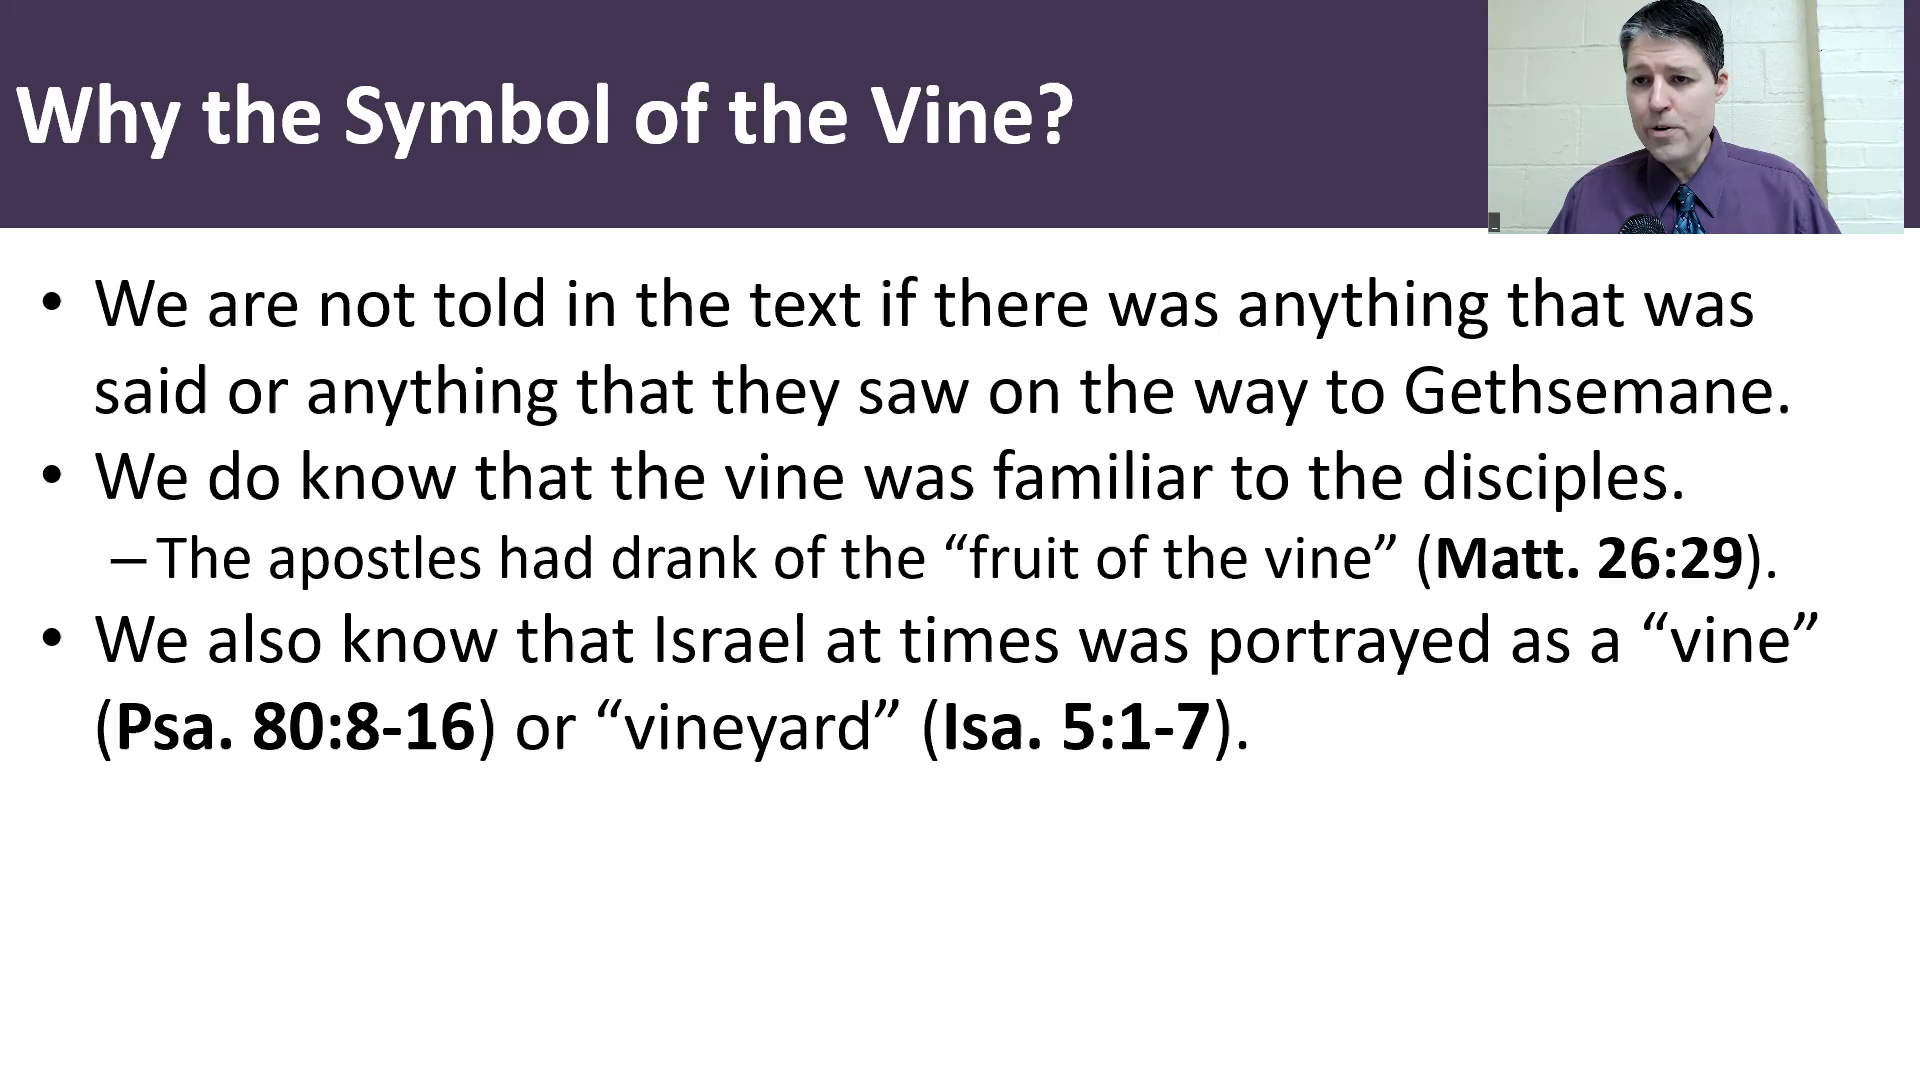 Why the Symbol of the Vine?
• We are not told in the text if there was anything that was
said or anything that they saw on the way to Gethsemane.
• We do know that the vine was familiar to the disciples.
– The apostles had drank of the “fruit of the vine” (Matt. 26:29).
• We also know that Israel at times was portrayed as a “vine”
(Psa. 80:8-16) or “vineyard” (Isa. 5:1-7).